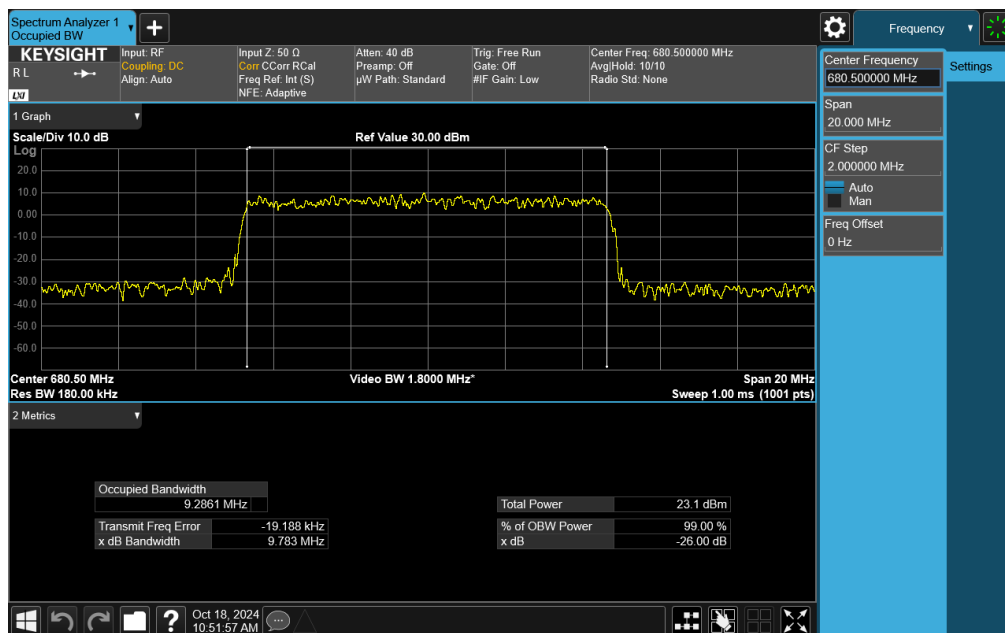 Spectrum Analyzer 1
Occupied BW
+
Frequency
KEYSIGHT
R L
LXI
Input: RF
Coupling: DC
Align: Auto
Input Z: 50 Ω
Corr CCorr RCal
Freq Ref: Int (S)
NFE: Adaptive
Atten: 40 dB
Preamp: Off
µW Path: Standard
Trig: Free Run
Gate: Off
#IF Gain: Low
Center Freq: 680.500000 MHz
Avg|Hold: 10/10
Radio Std: None
Center Frequency
680.500000 MHz
Settings
Span
20.000 MHz
CF Step
2.000000 MHz
Auto
Man
Freq Offset
0 Hz
1 Graph
Scale/Div 10.0 dB
Ref Value 30.00 dBm
Log
20.0
10.0
0.00
-10.0
-20.0
-30.0
-40.0
-50.0
-60.0
Center 680.50 MHz
Video BW 1.8000 MHz*
Span 20 MHz
Res BW 180.00 kHz
Sweep 1.00 ms (1001 pts)
2 Metrics
Occupied Bandwidth
9.2861 MHz
Total Power 23.1 dBm
Transmit Freq Error -19.188 kHz
% of OBW Power 99.00 %
x dB Bandwidth 9.783 MHz
x dB -26.00 dB
?
Oct 18, 2024
10:51:57 AM